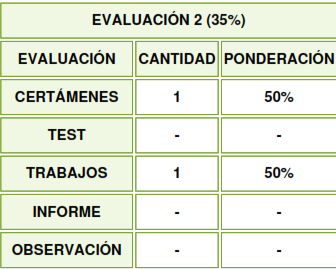 EVALUACIÓN 2 (35%)
EVALUACIÓN CANTIDAD PONDERACIÓN
CERTÁMENES 1 50%
TEST - -
TRABAJOS 1 50%
INFORME - -
OBSERVACIÓN - -